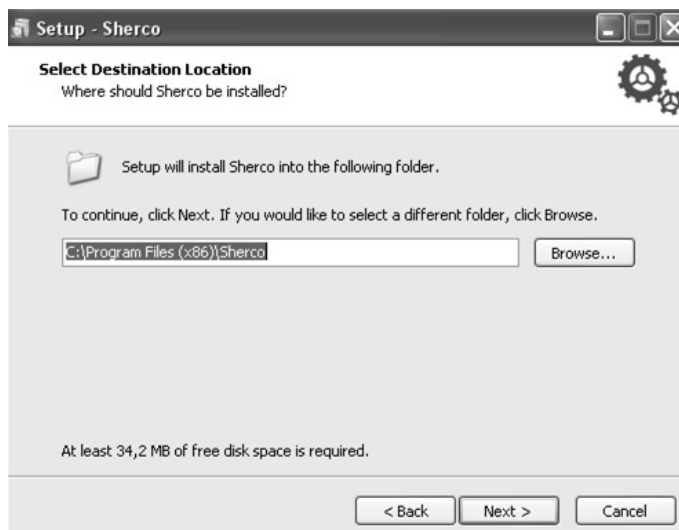 Setup - Sherco
Select Destination Location
Where should Sherco be installed?
Setup will install Sherco into the following folder.
To continue, click Next. If you would like to select a different folder, click Browse.
C:\Program Files (x86)\Sherco
Browse...
At least 34,2 MB of free disk space is required.
< Back
Next >
Cancel